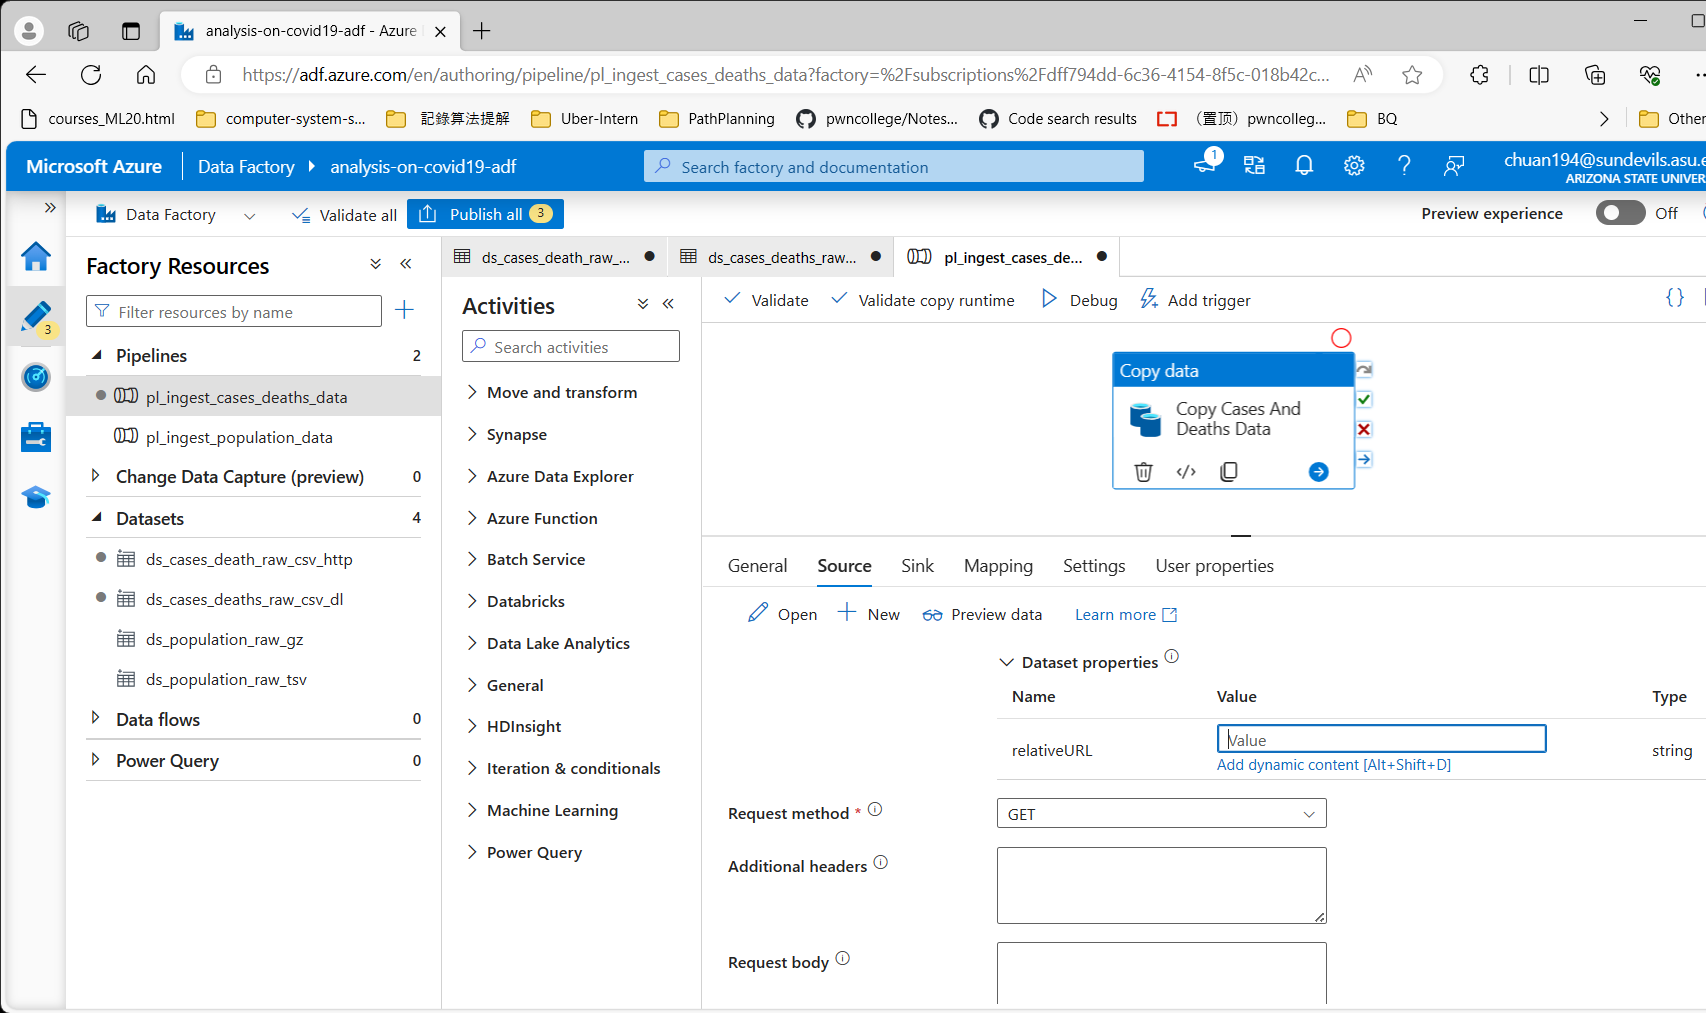 analysis-on-covid19-adf - Azure
https://adf.azure.com/en/authoring/pipeline/pl_ingest_cases_deaths_data?factory=%2Fsubscriptions%2Fdff794dd-6c36-4154-8f5c-018b42c...
courses_ML20.html
computer-system-s...
記錄算法提解
Uber-Intern
PathPlanning
pwncollege/Notes...
Code search results
（置顶）pwncolleg...
BQ
Other
Microsoft Azure
Data Factory
analysis-on-covid19-adf
Search factory and documentation
1
chuan194@sundevils.asu.e
ARIZONA STATE UNIVER
Data Factory
Validate all
Publish all 3
Preview experience
Off
3
Factory Resources
Filter resources by name
Pipelines 2
pl_ingest_cases_deaths_data
pl_ingest_population_data
Change Data Capture (preview) 0
Datasets 4
ds_cases_death_raw_csv_http
ds_cases_deaths_raw_csv_dl
ds_population_raw_gz
ds_population_raw_tsv
Data flows 0
Power Query 0
ds_cases_death_raw_...
ds_cases_deaths_raw...
pl_ingest_cases_de...
Activities
Search activities
Move and transform
Synapse
Azure Data Explorer
Azure Function
Batch Service
Databricks
Data Lake Analytics
General
HDInsight
Iteration & conditionals
Machine Learning
Power Query
Validate
Validate copy runtime
Debug
Add trigger
{}
Copy data
Copy Cases And
Deaths Data
General
Source
Sink
Mapping
Settings
User properties
Open
New
Preview data
Learn more
Dataset properties
Name Value Type
relativeURL Value string
Add dynamic content [Alt+Shift+D]
Request method *
GET
Additional headers
Request body